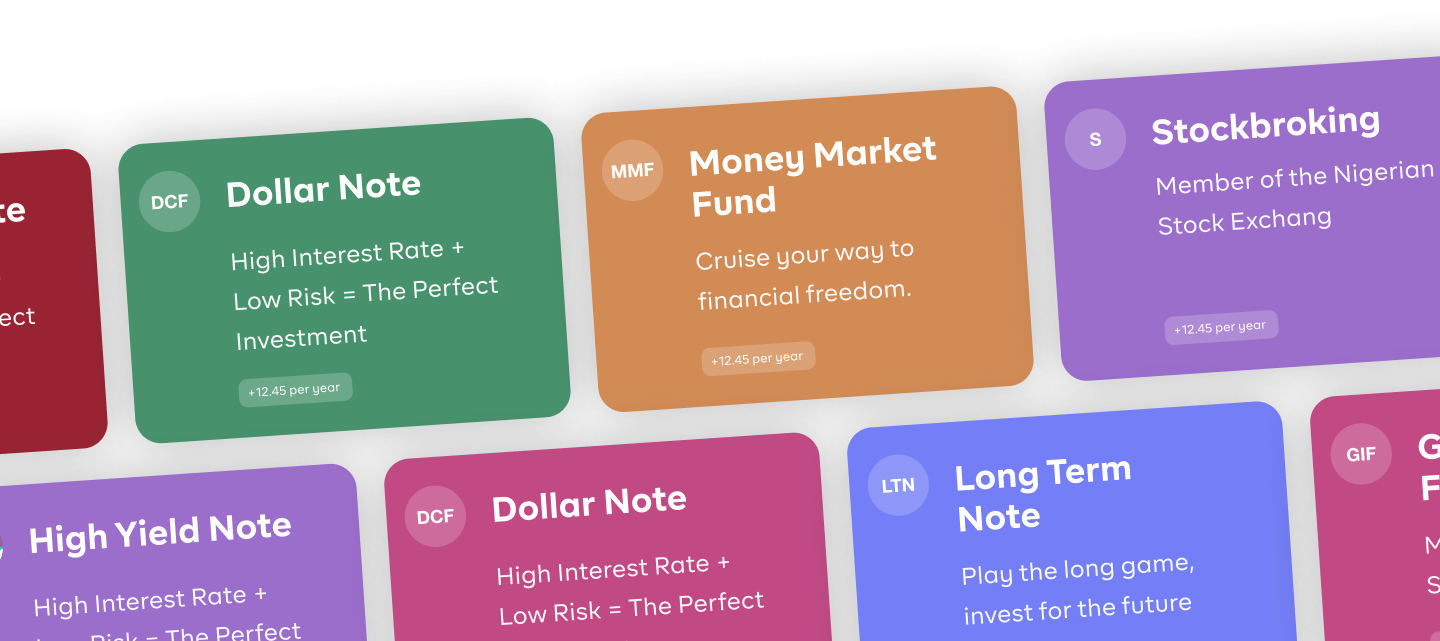 te
ect
DCF
Dollar Note
High Interest Rate +
Low Risk = The Perfect
Investment
+12.45 per year
MMF
Money Market
Fund
Cruise your way to
financial freedom.
+12.45 per year
S
Stockbroking
Member of the Nigerian
Stock Exchang
+12.45 per year
High Yield Note
High Interest Rate +
Low Risk = The Perfect
DCF
Dollar Note
High Interest Rate +
Low Risk = The Perfect
LTN
Long Term
Note
Play the long game,
invest for the future
GIF
G
F
M
S